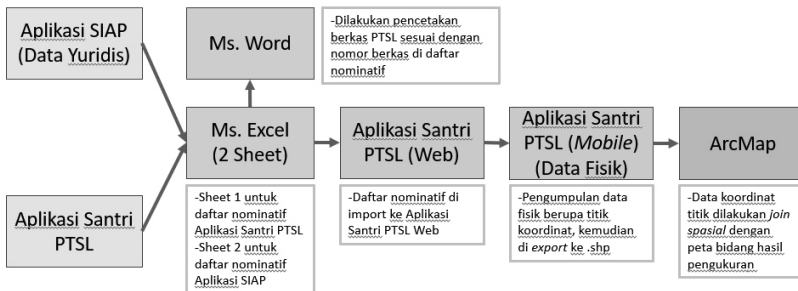 Aplikasi SIAP
(Data Yuridis)
Ms. Word
-Dilakukan pencetakan
berkas PTSL sesuai dengan
nomor berkas di daftar
nominatif
Aplikasi Santri
PTSL
Ms. Excel
(2 Sheet)
-Sheet 1 untuk
daftar nominatif
Aplikasi Santri PTSL
-Sheet 2 untuk
daftar nominatif
Aplikasi SIAP
Aplikasi Santri
PTSL (Web)
-Daftar nominatif di
import ke Aplikasi
Santri PTSL Web
Aplikasi Santri
PTSL (Mobile)
(Data Fisik)
-Pengumpulan data
fisik berupa titik
koordinat, kemudian
di export ke .shp
ArcMap
-Data koordinat
titik dilakukan join
spasial dengan
peta bidang hasil
pengukuran